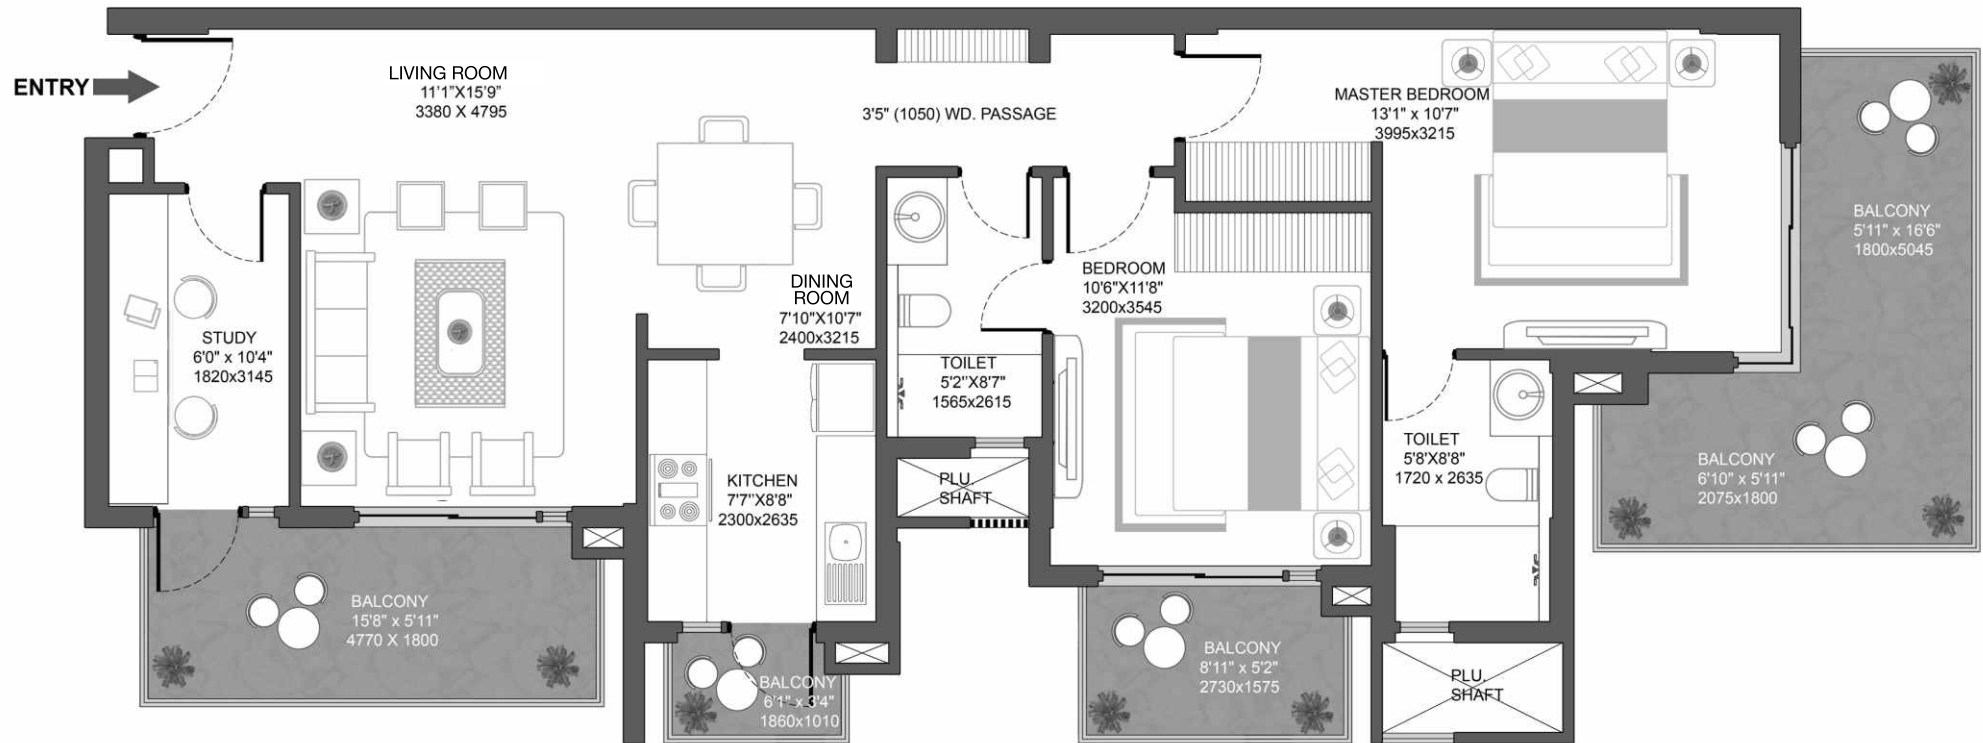 ENTRY
LIVING ROOM
11'1"X15'9"
3380 X 4795
3'5" (1050) WD. PASSAGE
MASTER BEDROOM
13'1" x 10'7"
3995x3215
BALCONY
5'11" x 16'6"
1800x5045
STUDY
6'0" x 10'4"
1820x3145
DINING
ROOM
7'10"X10'7"
2400x3215
BEDROOM
10'6"X11'8"
3200x3545
TOILET
5'2"X8'7"
1565x2615
KITCHEN
7'7"X8'8"
2300x2635
PLU.
SHAFT
TOILET
5'8'X8'8"
1720 x 2635
BALCONY
6'10" x 5'11"
2075x1800
BALCONY
15'8" x 5'11"
4770 X 1800
BALCONY
6'1" x 3'4"
1860x1010
BALCONY
8'11" x 5'2"
2730x1575
PLU.
SHAFT